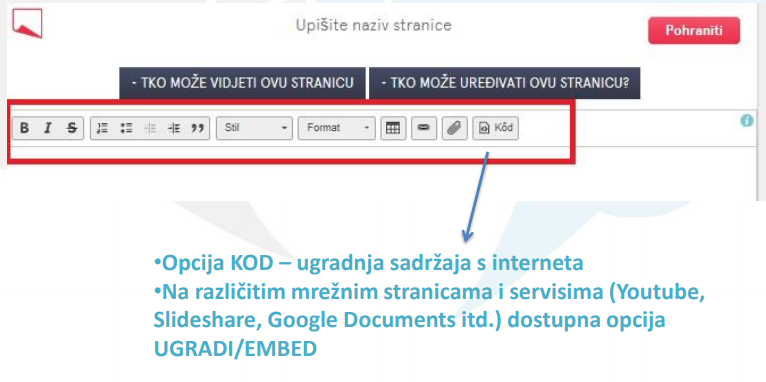 Upišite naziv stranice
Pohraniti
- TKO MOŽE VIDJETI OVU STRANICU - TKO MOŽE UREĐIVATI OVU STRANICU?
B I S Stil Format Kôd
•Opcija KOD – ugradnja sadržaja s interneta
•Na različitim mrežnim stranicama i servisima (Youtube,
Slideshare, Google Documents itd.) dostupna opcija
UGRADI/EMBED